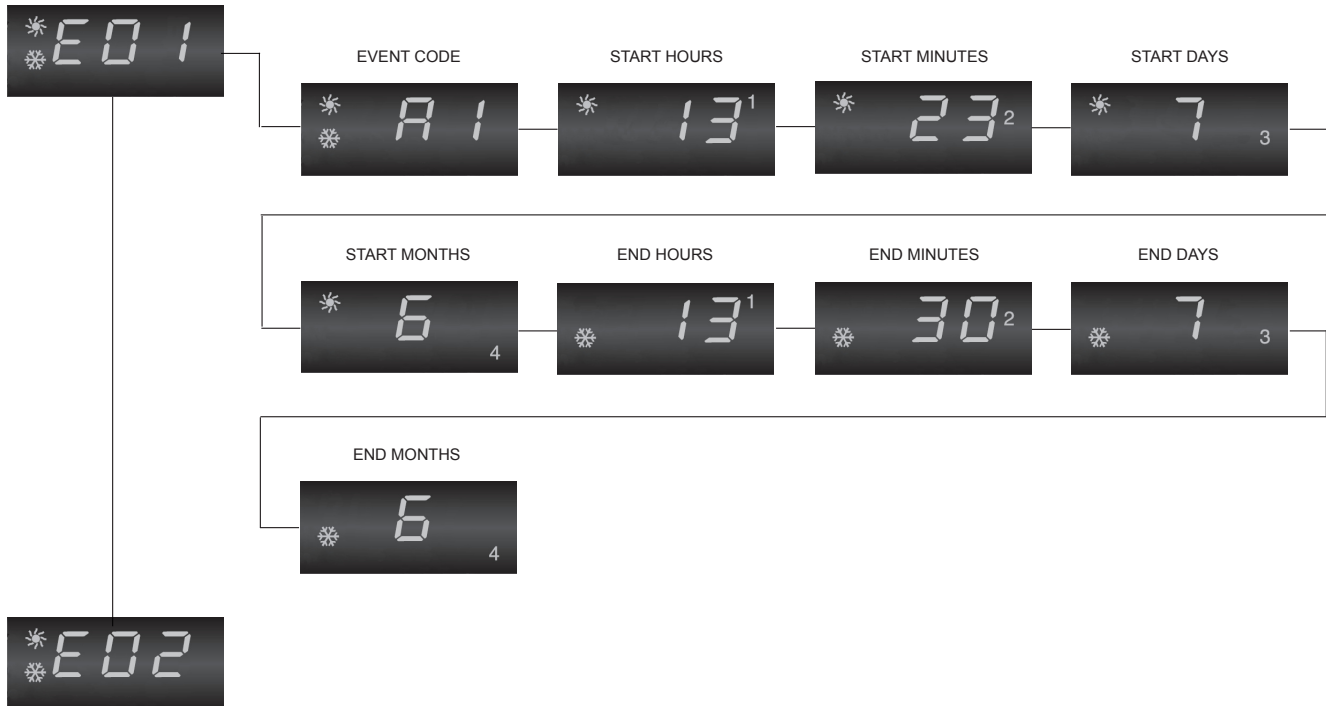 E01
EVENT CODE START HOURS START MINUTES START DAYS
A1 13 1 23 2 7 3
START MONTHS END HOURS END MINUTES END DAYS
6 4 13 1 30 2 7 3
END MONTHS
6 4
E02